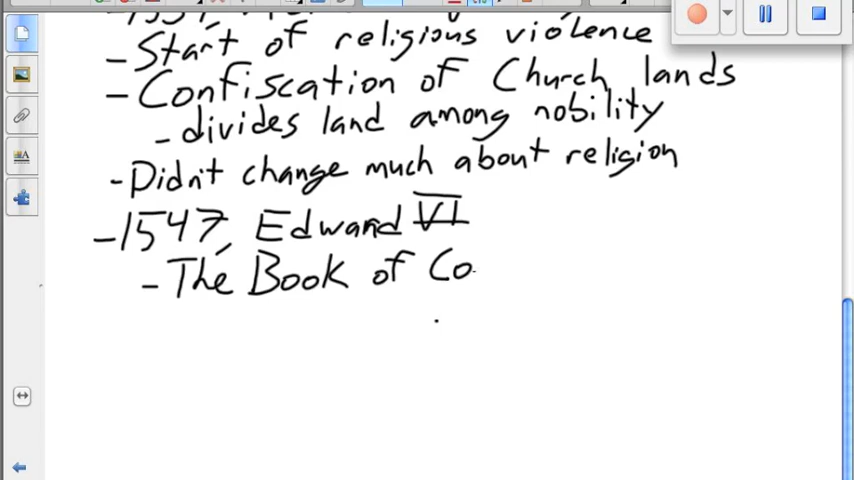 - Start of religious violence
- Confiscation of Church lands
- divides land among nobility
- Didn't change much about religion
- 1547, Edward VI
- The Book of Co